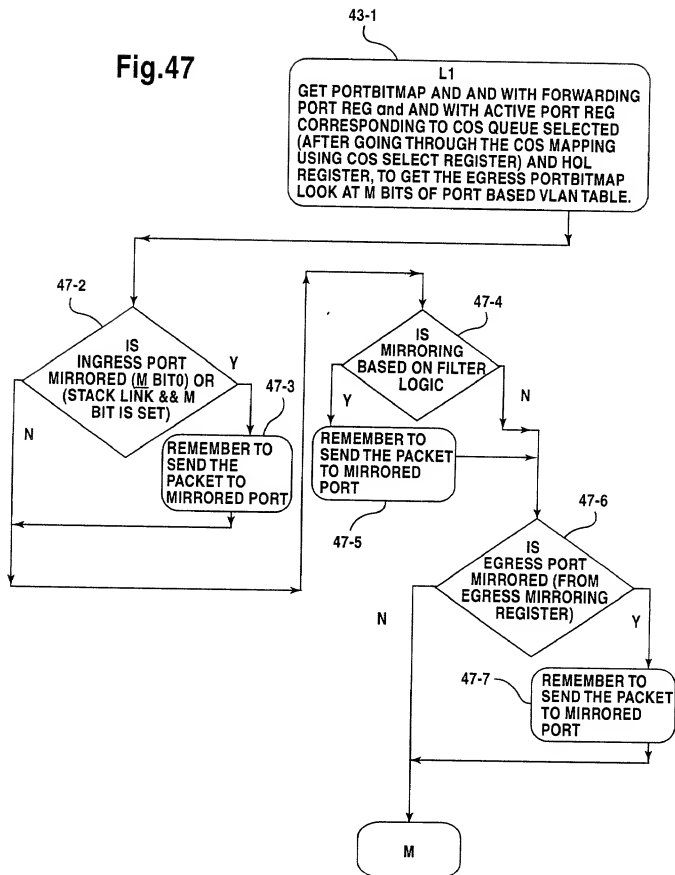 Fig.47
43-1
L1
GET PORTBITMAP AND AND WITH FORWARDING
PORT REG and AND WITH ACTIVE PORT REG
CORRESPONDING TO COS QUEUE SELECTED
(AFTER GOING THROUGH THE COS MAPPING
USING COS SELECT REGISTER) AND HOL
REGISTER, TO GET THE EGRESS PORTBITMAP
LOOK AT M BITS OF PORT BASED VLAN TABLE.
47-2
IS
INGRESS PORT
MIRRORED (M BIT0) OR
(STACK LINK && M
BIT IS SET)
Y
N
47-3
REMEMBER TO
SEND THE
PACKET TO
MIRRORED PORT
47-4
IS
MIRRORING
BASED ON FILTER
LOGIC
Y
N
REMEMBER TO
SEND THE PACKET
TO MIRRORED
PORT
47-5
47-6
IS
EGRESS PORT
MIRRORED (FROM
EGRESS MIRRORING
REGISTER)
N
Y
47-7
REMEMBER TO
SEND THE PACKET
TO MIRRORED
PORT
M